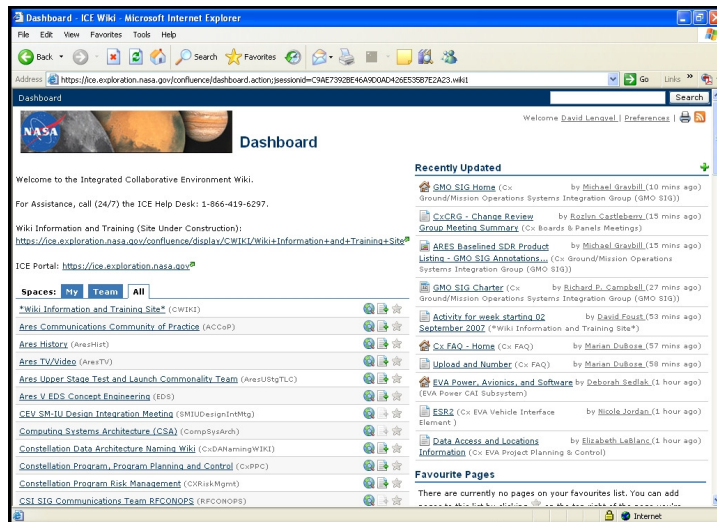 Dashboard - ICE Wiki - Microsoft Internet Explorer
File Edit View Favorites Tools Help
Back Search Favorites
Address https://ice.exploration.nasa.gov/confluence/dashboard.action;jsessionid=C9AE7392BE46A9D0AD426E535B7E2A23.wiki1 Go Links »
Dashboard Search
Welcome David Lengyel | Preferences |
NASA
Dashboard
Welcome to the Integrated Collaborative Environment Wiki.
For Assistance, call (24/7) the ICE Help Desk: 1-866-419-6297.
Wiki Information and Training (Site Under Construction):
https://ice.exploration.nasa.gov/confluence/display/CWIKI/Wiki+Information+and+Training+Site
ICE Portal: https://ice.exploration.nasa.gov
Spaces: My Team All
*Wiki Information and Training Site* (CWIKI)
Ares Communications Community of Practice (ACCoP)
Ares History (AresHist)
Ares TV/Video (AresTV)
Ares Upper Stage Test and Launch Commonality Team (AresUStgTLC)
Ares V EDS Concept Engineering (EDS)
CEV SM-IU Design Integration Meeting (SMIUDesignIntMtg)
Computing Systems Architecture (CSA) (CompSysArch)
Constellation Data Architecture Naming Wiki (CxDANamingWIKI)
Constellation Program, Program Planning and Control (CxPPC)
Constellation Program Risk Management (CXRiskMgmt)
CSI SIG Communications Team RFCONOPS (RFCONOPS)
Recently Updated
GMO SIG Home (Cx by Michael Graybill (10 mins ago)
Ground/Mission Operations Systems Integration Group (GMO SIG))
CxCRG - Change Review by Rozlyn Castleberry (15 mins ago)
Group Meeting Summary (Cx Boards & Panels Meetings)
ARES Baselined SDR Product by Michael Graybill (15 mins ago)
Listing - GMO SIG Annotations... (Cx Ground/Mission Operations
Systems Integration Group (GMO SIG))
GMO SIG Charter (Cx by Richard P. Campbell (27 mins ago)
Ground/Mission Operations Systems Integration Group (GMO SIG))
Activity for week starting 02 by David Foust (53 mins ago)
September 2007 (*Wiki Information and Training Site*)
Cx FAQ - Home (Cx FAQ) by Marian DuBose (57 mins ago)
Upload and Number (Cx FAQ) by Marian DuBose (58 mins ago)
EVA Power, Avionics, and Software by Deborah Sedlak (1 hour ago)
(EVA Power CAI Subsystem)
ESR2 (Cx EVA Vehicle Interface by Nicole Jordan (1 hour ago)
Element )
Data Access and Locations by Elizabeth LeBlanc (1 hour ago)
Information (Cx EVA Project Planning & Control)
Favourite Pages
There are currently no pages on your favourites list. You can add
Internet